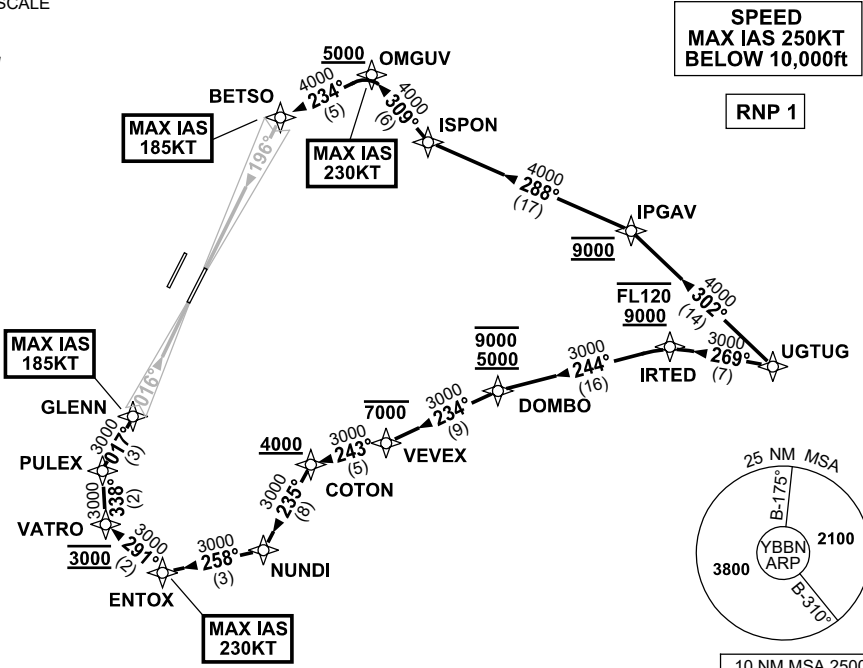 SCALE
SPEED
MAX IAS 250KT
BELOW 10,000ft
RNP 1
5000
OMGUV
4000
234°
(5)
BETSO
MAX IAS
185KT
4000
309°
(6)
ISPON
MAX IAS
230KT
196°
4000
288°
(17)
IPGAV
9000
4000
302°
(14)
FL120
9000
UGTUG
3000
269°
(7)
IRTED
9000
5000
3000
244°
(16)
DOMBO
7000
3000
234°
(9)
VEVEX
4000
3000
243°
(5)
COTON
3000
235°
(8)
NUNDI
3000
258°
(3)
ENTOX
MAX IAS
230KT
3000
291°
(2)
3000
VATRO
3000
338°
(2)
PULEX
3000
017°
(3)
GLENN
MAX IAS
185KT
016°
25 NM MSA
B-175°
2100
YBBN
ARP
3800
B-310°
10 NM MSA 2500